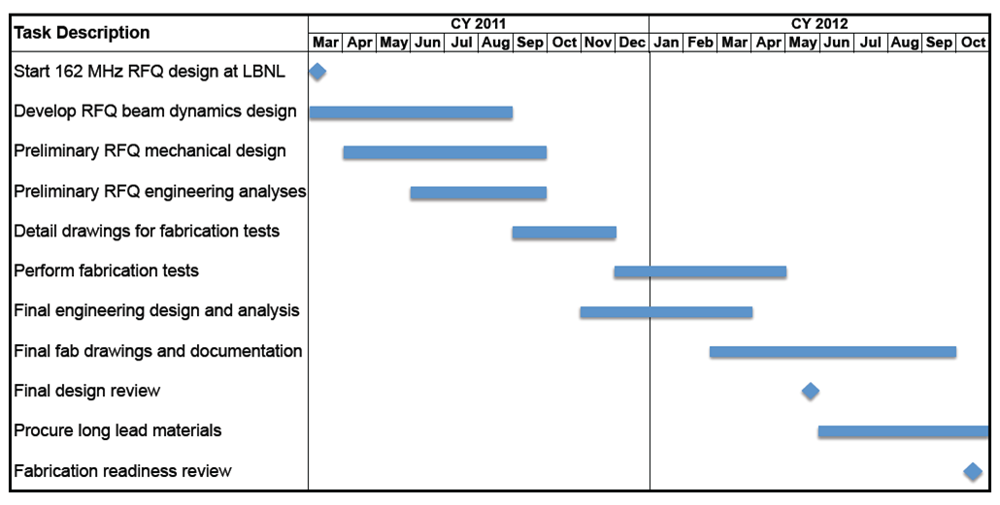 Task Description
CY 2011 CY 2012
Mar Apr May Jun Jul Aug Sep Oct Nov Dec Jan Feb Mar Apr May Jun Jul Aug Sep Oct
Start 162 MHz RFQ design at LBNL
Develop RFQ beam dynamics design
Preliminary RFQ mechanical design
Preliminary RFQ engineering analyses
Detail drawings for fabrication tests
Perform fabrication tests
Final engineering design and analysis
Final fab drawings and documentation
Final design review
Procure long lead materials
Fabrication readiness review